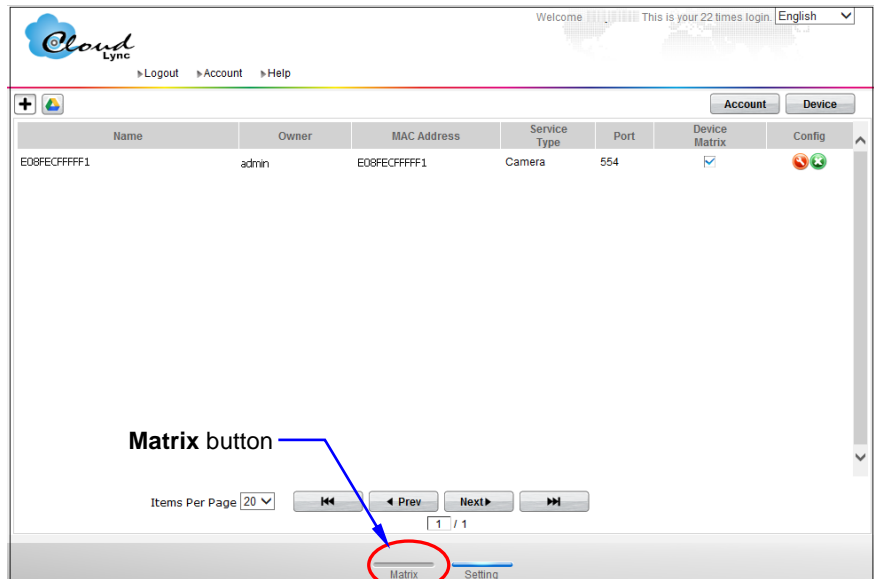 Welcome This is your 22 times login. English
Cloud
Lync
Logout Account Help
Account Device
Name Owner MAC Address Service Type Port Device Matrix Config
E08FECFFFFF1 admin E08FECFFFFF1 Camera 554
Matrix button
Items Per Page 20 Prev Next
1 / 1
Matrix Setting